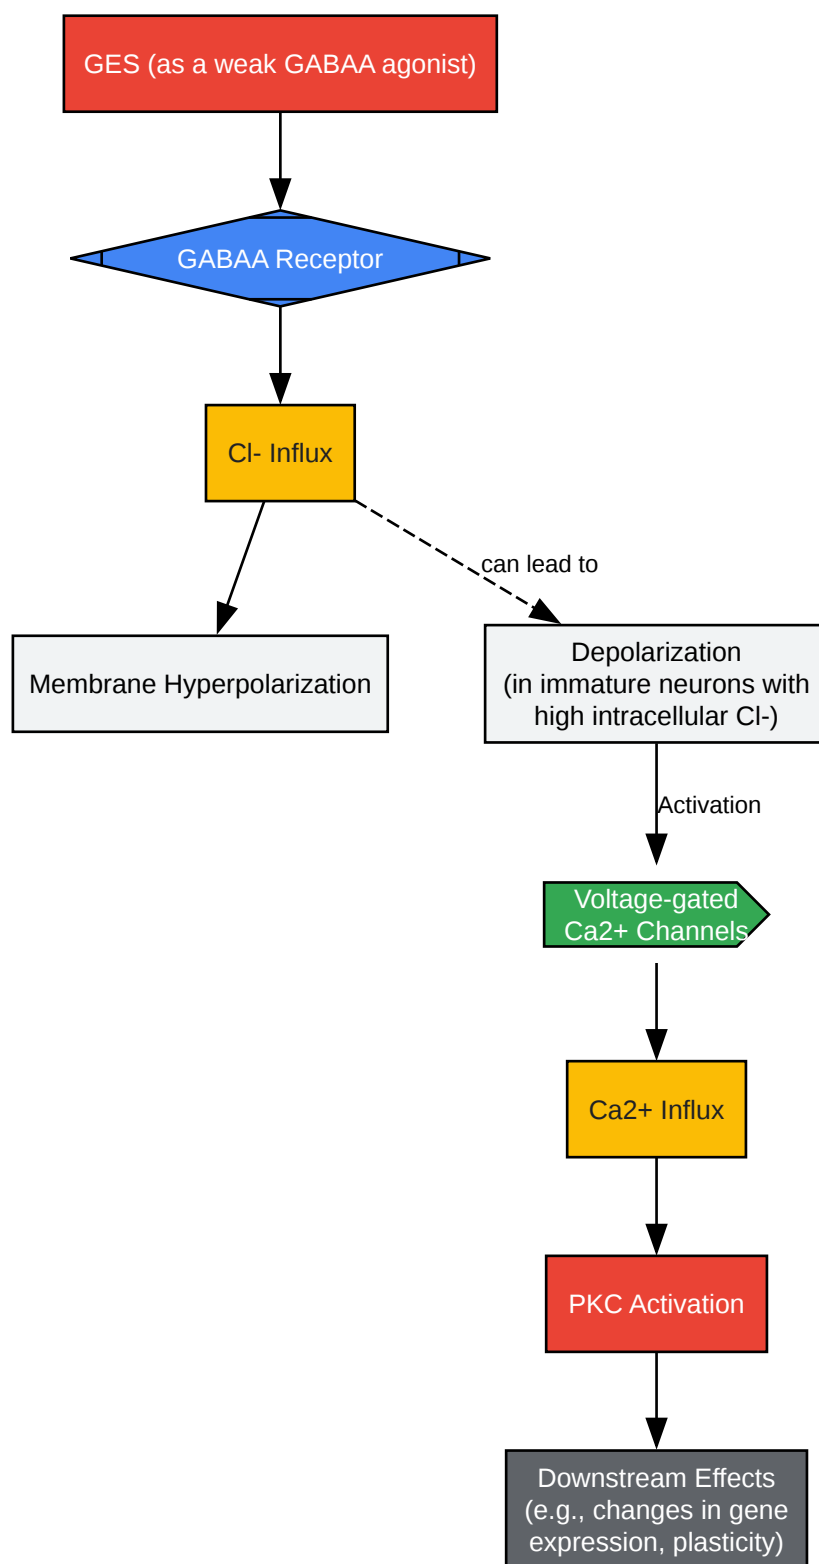 GES (as a weak GABAA agonist)
GABAA Receptor
Cl- Influx
can lead to
Membrane Hyperpolarization
Depolarization
(in immature neurons with
high intracellular Cl-)
Activation
Voltage-gated
Ca2+ Channels
Ca2+ Influx
PKC Activation
Downstream Effects
(e.g., changes in gene
expression, plasticity)